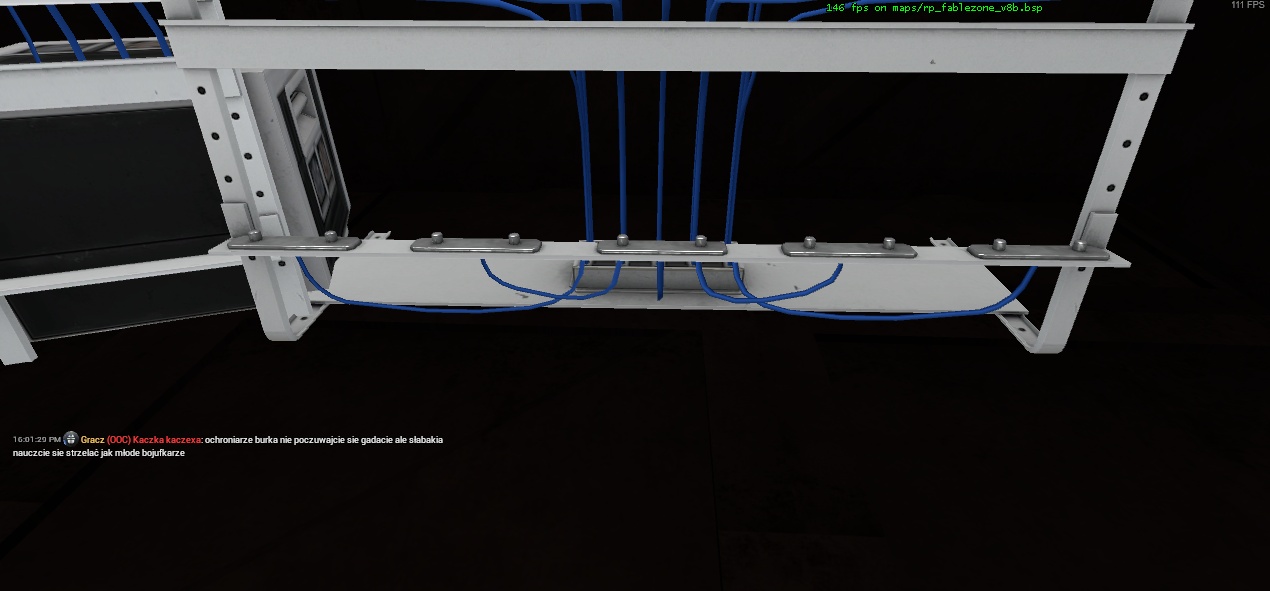 146 fps on maps/rp_fablezone_v8b.bsp
111 FPS
16:01:29 PM Gracz (OOC) Kaczka kaczexa: ochroniarze burka nie poczuwajcie sie gadacie ale słabakia
nauczcie sie strzelać jak młode bojufkarze